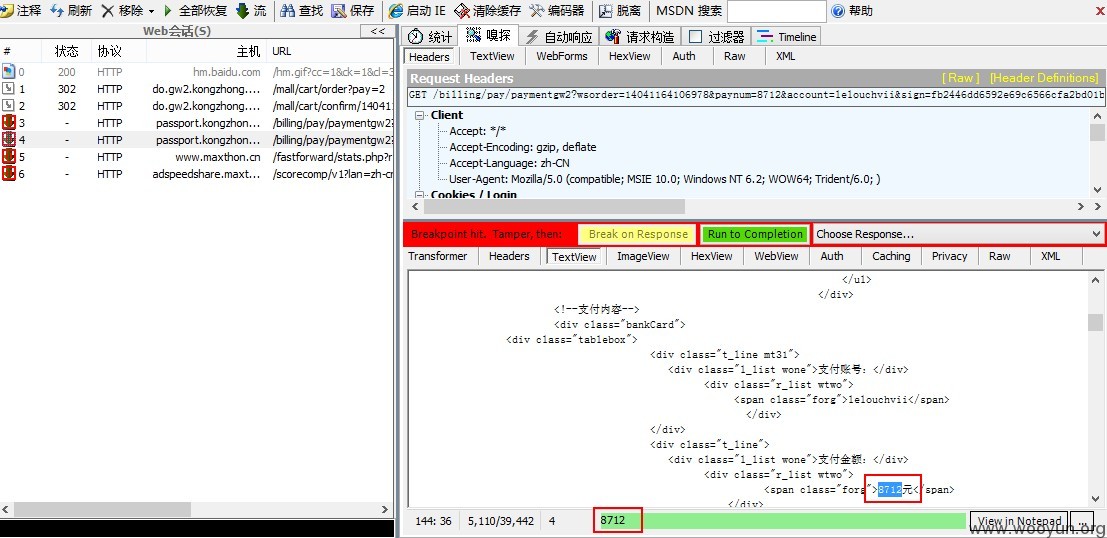 注释 刷新 移除 全部恢复 流 查找 保存 启动 IE 清除缓存 编码器 脱离 MSDN 搜索 帮助
Web会话(S) <<
# 状态 协议 主机 URL
0 200 HTTP hm.baidu.com /hm.gif?cc=1&ck=1&cl=3
1 302 HTTP do.gw2.kongzhong.... /mall/cart/order?pay=2
2 302 HTTP do.gw2.kongzhong.... /mall/cart/confirm/14041
3 - HTTP passport.kongzhon... /billing/pay/paymentgw2?
4 - HTTP passport.kongzhon... /billing/pay/paymentgw2?
5 - HTTP www.maxthon.cn /fastforward/stats.php?r
6 - HTTP adspeedshare.maxt... /scorecomp/v1?lan=zh-cn
统计 嗅探 自动响应 请求构造 过滤器 Timeline
Headers TextView WebForms HexView Auth Raw XML
Request Headers [ Raw ] [Header Definitions]
GET /billing/pay/paymentgw2?wsorder=14041164106978&paynum=8712&account=lelouchvii&sign=fb2446dd6592e69c6566cfa2bd01b
Client
Accept: */*
Accept-Encoding: gzip, deflate
Accept-Language: zh-CN
User-Agent: Mozilla/5.0 (compatible; MSIE 10.0; Windows NT 6.2; WOW64; Trident/6.0; )
Cookies / Login
Breakpoint hit. Tamper, then: Break on Response Run to Completion Choose Response...
Transformer Headers TextView ImageView HexView WebView Auth Caching Privacy Raw XML
</ul>
</div>
<!--支付内容-->
<div class="bankCard">
<div class="tablebox">
<div class="t_line mt31">
<div class="l_list wone">支付账号：</div>
<div class="r_list wtwo">
<span class="forg">lelouchvii</span>
</div>
</div>
<div class="t_line">
<div class="l_list wone">支付金额：</div>
<div class="r_list wtwo">
<span class="forg">8712元</span>
</div>
144: 36 5,110/39,442 4 8712 View in Notepad ...
www.wooyun.org